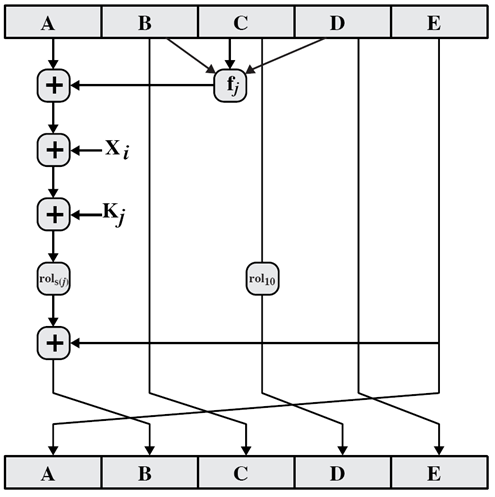 A B C D E
fj
Xi
Kj
rols(j) rol10
A B C D E